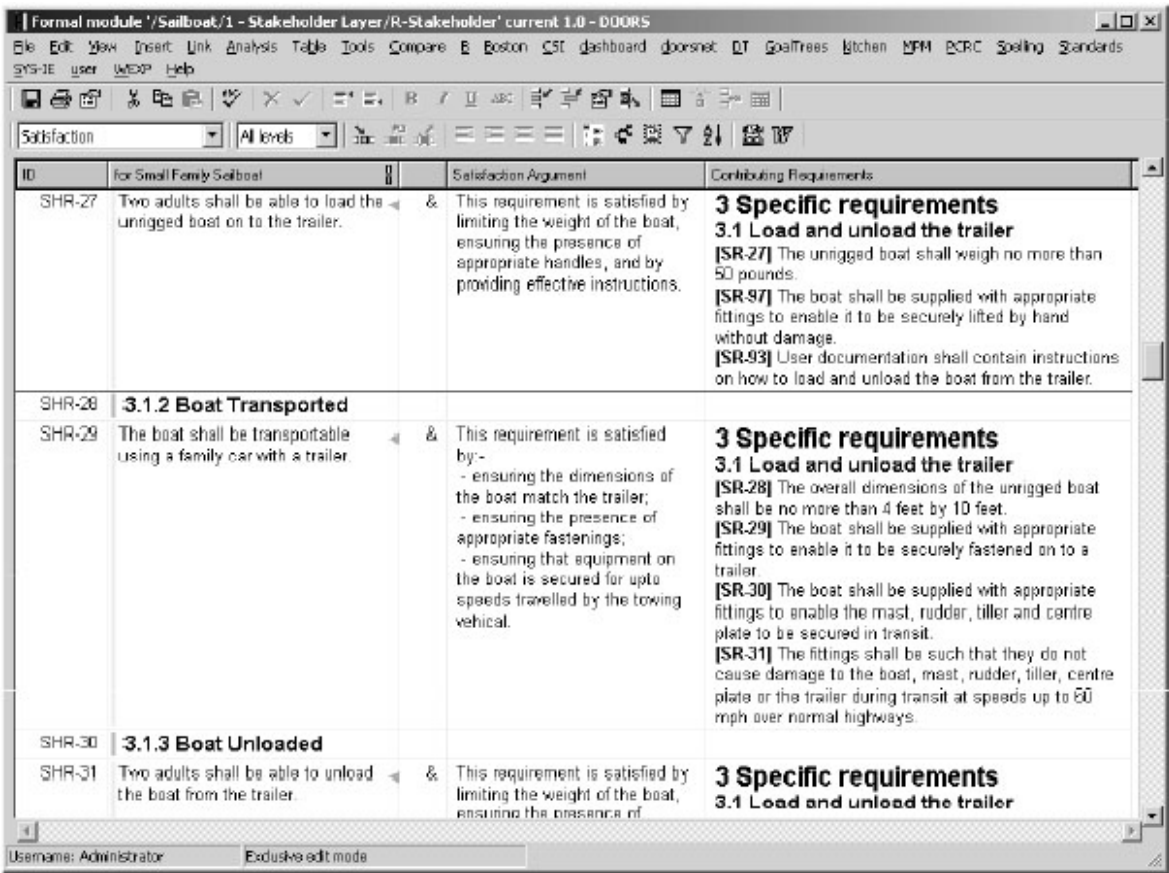 Formal module '/Sailboat/1 - Stakeholder Layer/R-Stakeholder' current 1.0 - DOORS
File Edit View Insert Link Analysis Table Tools Compare B Boston CSI dashboard doorsnet DT GoalTrees kitchen MPM PCRC Spelling Standards
SYS-IE user WEXP Help
Satisfaction All levels
ID for Small Family Sailboat Satisfaction Argument Contributing Requirements
SHR-27 Two adults shall be able to load the
unrigged boat on to the trailer.
&
This requirement is satisfied by
limiting the weight of the boat,
ensuring the presence of
appropriate handles, and by
providing effective instructions.
3 Specific requirements
3.1 Load and unload the trailer
[SR-27] The unrigged boat shall weigh no more than
50 pounds.
[SR-97] The boat shall be supplied with appropriate
fittings to enable it to be securely lifted by hand
without damage.
[SR-93] User documentation shall contain instructions
on how to load and unload the boat from the trailer.
SHR-28 3.1.2 Boat Transported
SHR-29 The boat shall be transportable
using a family car with a trailer.
&
This requirement is satisfied
by:-
- ensuring the dimensions of
the boat match the trailer;
- ensuring the presence of
appropriate fastenings;
- ensuring that equipment on
the boat is secured for upto
speeds travelled by the towing
vehical.
3 Specific requirements
3.1 Load and unload the trailer
[SR-28] The overall dimensions of the unrigged boat
shall be no more than 4 feet by 10 feet.
[SR-29] The boat shall be supplied with appropriate
fittings to enable it to be securely fastened on to a
trailer.
[SR-30] The boat shall be supplied with appropriate
fittings to enable the mast, rudder, tiller and centre
plate to be secured in transit.
[SR-31] The fittings shall be such that they do not
cause damage to the boat, mast, rudder, tiller, centre
plate or the trailer during transit at speeds up to 60
mph over normal highways.
SHR-30 3.1.3 Boat Unloaded
SHR-31 Two adults shall be able to unload
the boat from the trailer.
&
This requirement is satisfied by
limiting the weight of the boat,
ensuring the presence of
3 Specific requirements
3.1 Load and unload the trailer
Username: Administrator Exclusive edit mode